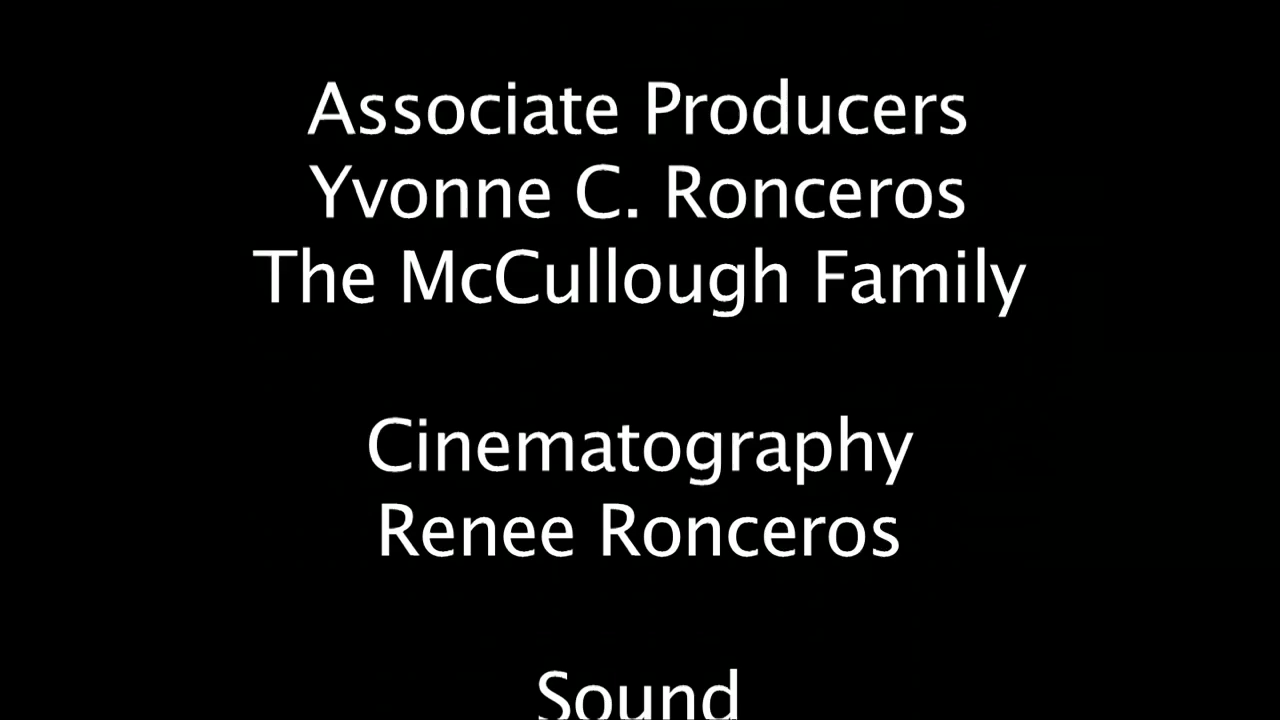 Associate Producers
Yvonne C. Ronceros
The McCullough Family
Cinematography
Renee Ronceros
Sound